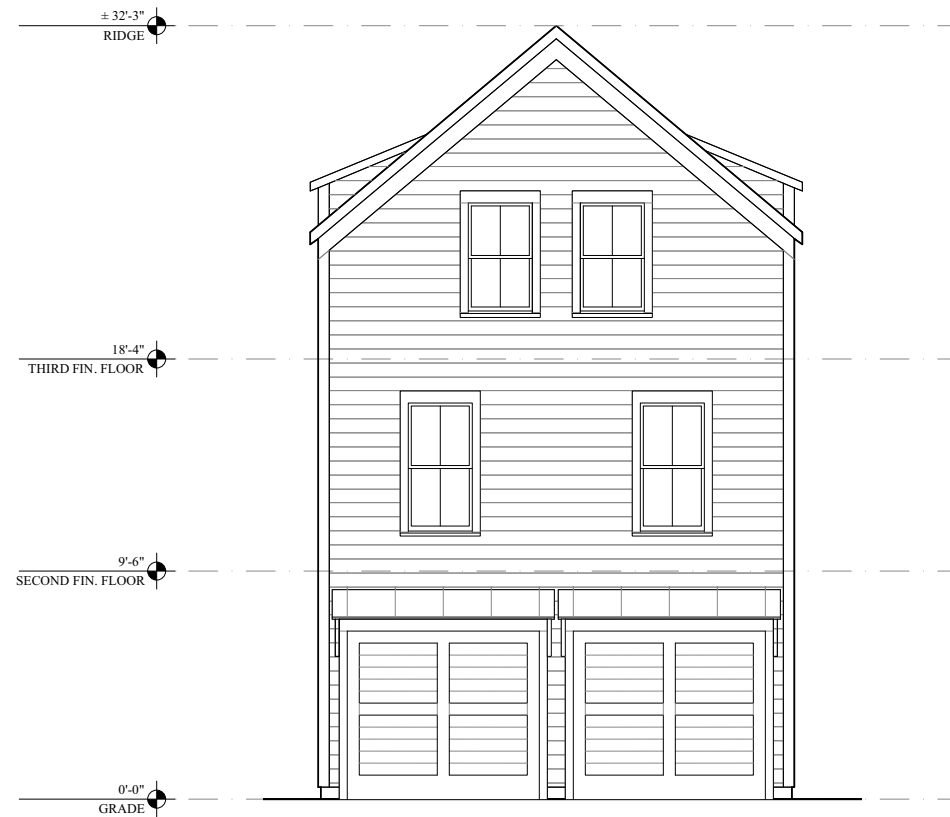 ± 32'-3"
RIDGE
18'-4"
THIRD FIN. FLOOR
9'-6"
SECOND FIN. FLOOR
0'-0"
GRADE